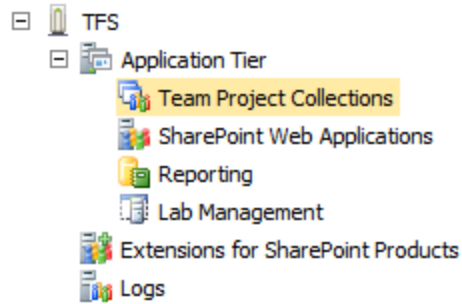 TFS
Application Tier
Team Project Collections
SharePoint Web Applications
Reporting
Lab Management
Extensions for SharePoint Products
Logs